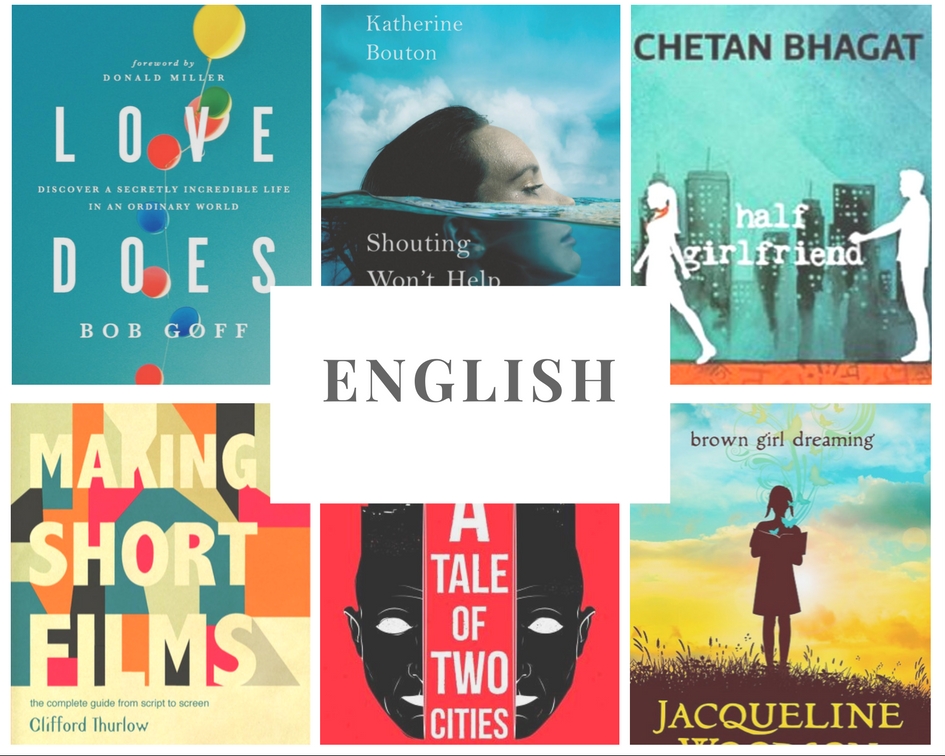 foreword by
DONALD MILLER
LOVE
DISCOVER A SECRETLY INCREDIBLE LIFE
IN AN ORDINARY WORLD
DOES
BOB GOFF
Katherine
Bouton
Shouting
Won't Help
CHETAN BHAGAT
half
girlfriend
ENGLISH
MAKING
SHORT
FILMS
the complete guide from script to screen
Clifford Thurlow
A
TALE
OF
TWO
CITIES
brown girl dreaming
JACQUELINE